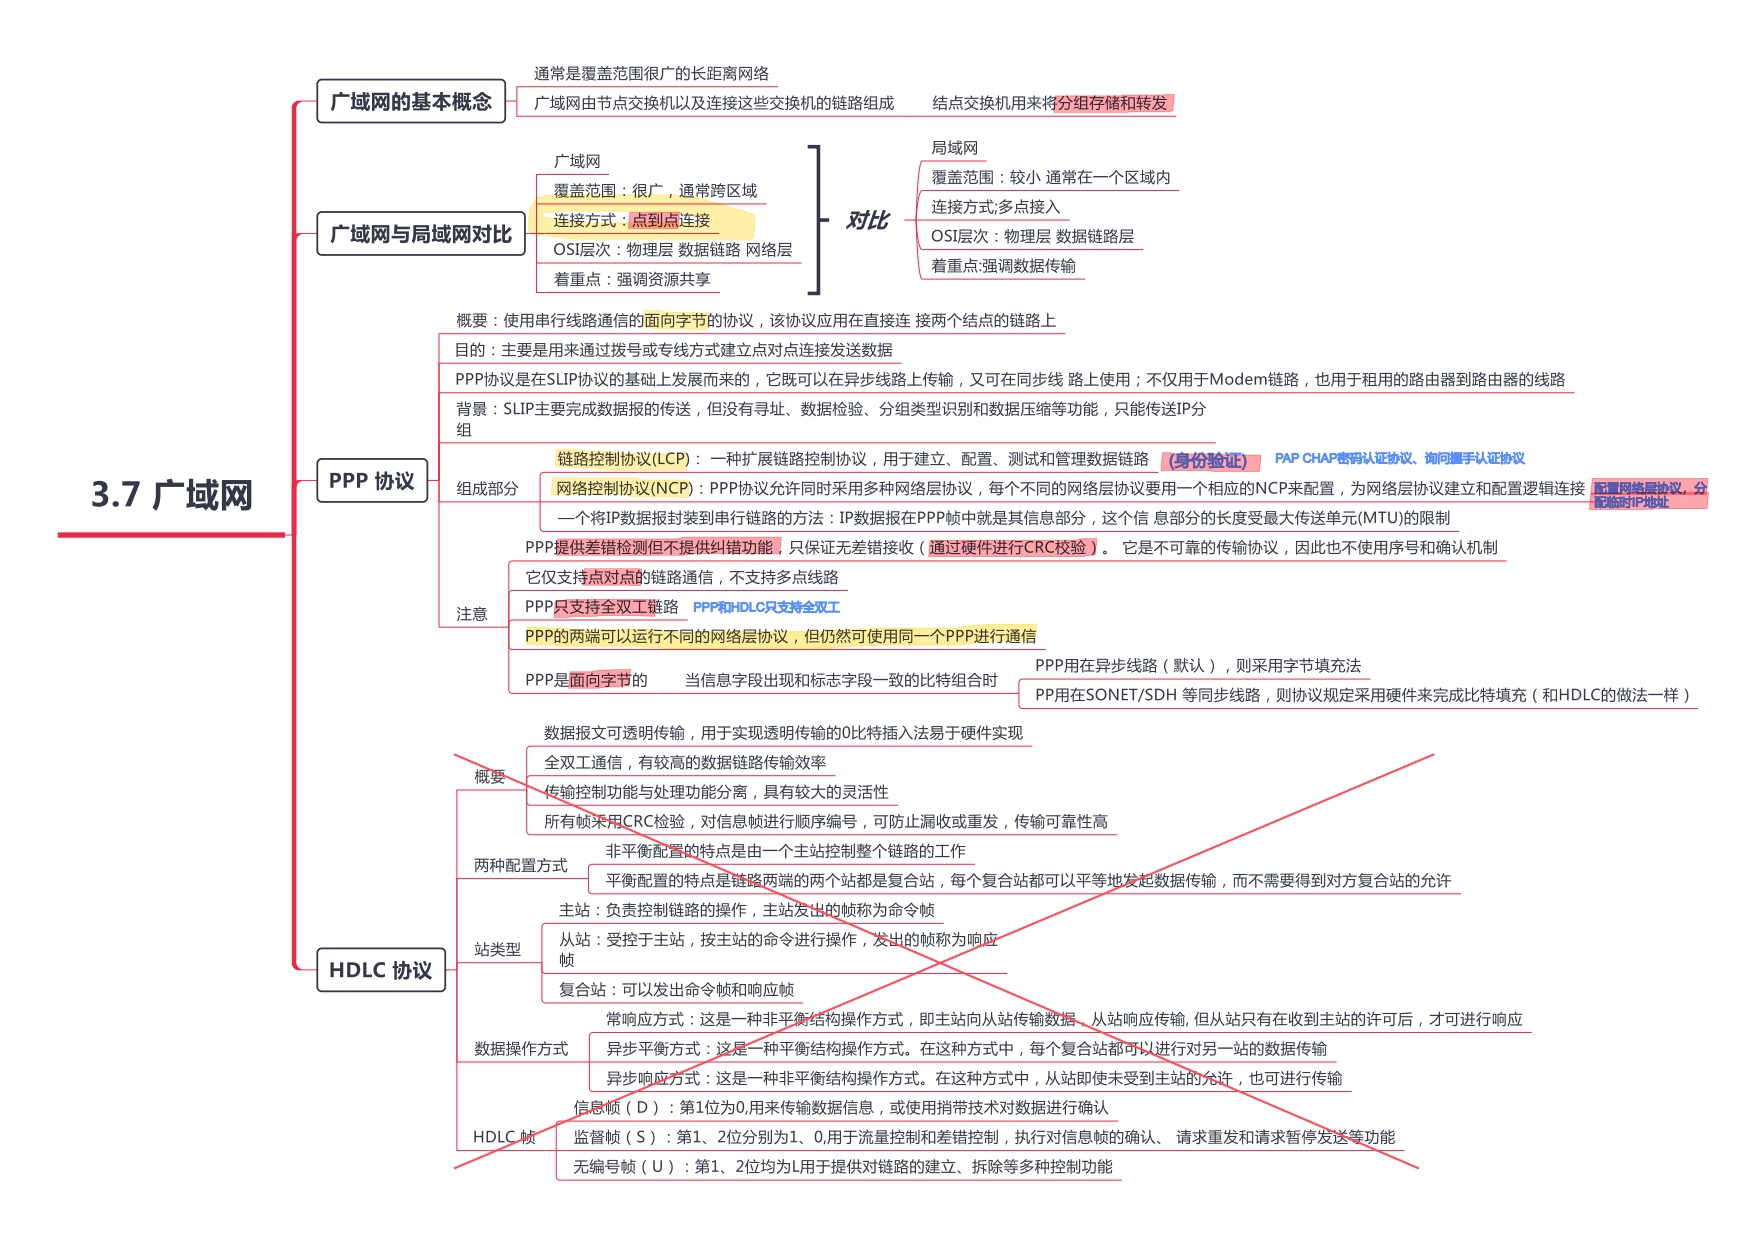 3.7 广域网
广域网的基本概念
通常是覆盖范围很广的长距离网络
广域网由节点交换机以及连接这些交换机的链路组成 结点交换机用来将分组存储和转发
广域网与局域网对比
广域网
覆盖范围：很广，通常跨区域
连接方式：点到点连接
OSI层次：物理层 数据链路 网络层
着重点：强调资源共享
对比
局域网
覆盖范围：较小 通常在一个区域内
连接方式;多点接入
OSI层次：物理层 数据链路层
着重点:强调数据传输
PPP 协议
概要：使用串行线路通信的面向字节的协议，该协议应用在直接连 接两个结点的链路上
目的：主要是用来通过拨号或专线方式建立点对点连接发送数据
PPP协议是在SLIP协议的基础上发展而来的，它既可以在异步线路上传输，又可在同步线 路上使用；不仅用于Modem链路，也用于租用的路由器到路由器的线路
背景：SLIP主要完成数据报的传送，但没有寻址、数据检验、分组类型识别和数据压缩等功能，只能传送IP分
组
组成部分
链路控制协议(LCP)： 一种扩展链路控制协议，用于建立、配置、测试和管理数据链路 (身份验证) PAP CHAP密码认证协议、询问握手认证协议
网络控制协议(NCP)：PPP协议允许同时采用多种网络层协议，每个不同的网络层协议要用一个相应的NCP来配置，为网络层协议建立和配置逻辑连接 配置网络层协议，分
配临时IP地址
—个将IP数据报封装到串行链路的方法：IP数据报在PPP帧中就是其信息部分，这个信 息部分的长度受最大传送单元(MTU)的限制
注意
PPP提供差错检测但不提供纠错功能，只保证无差错接收（通过硬件进行CRC校验）。 它是不可靠的传输协议，因此也不使用序号和确认机制
它仅支持点对点的链路通信，不支持多点线路
PPP只支持全双工链路 PPP和HDLC只支持全双工
PPP的两端可以运行不同的网络层协议，但仍然可使用同一个PPP进行通信
PPP是面向字节的 当信息字段出现和标志字段一致的比特组合时
PPP用在异步线路（默认），则采用字节填充法
PP用在SONET/SDH 等同步线路，则协议规定采用硬件来完成比特填充（和HDLC的做法一样）
HDLC 协议
概要
数据报文可透明传输，用于实现透明传输的0比特插入法易于硬件实现
全双工通信，有较高的数据链路传输效率
传输控制功能与处理功能分离，具有较大的灵活性
所有帧采用CRC检验，对信息帧进行顺序编号，可防止漏收或重发，传输可靠性高
两种配置方式
非平衡配置的特点是由一个主站控制整个链路的工作
平衡配置的特点是链路两端的两个站都是复合站，每个复合站都可以平等地发起数据传输，而不需要得到对方复合站的允许
站类型
主站：负责控制链路的操作，主站发出的帧称为命令帧
从站：受控于主站，按主站的命令进行操作，发出的帧称为响应
帧
复合站：可以发出命令帧和响应帧
数据操作方式
常响应方式：这是一种非平衡结构操作方式，即主站向从站传输数据，从站响应传输, 但从站只有在收到主站的许可后，才可进行响应
异步平衡方式：这是一种平衡结构操作方式。在这种方式中，每个复合站都可以进行对另一站的数据传输
异步响应方式：这是一种非平衡结构操作方式。在这种方式中，从站即使未受到主站的允许，也可进行传输
HDLC 帧
信息帧（D）：第1位为0,用来传输数据信息，或使用捎带技术对数据进行确认
监督帧（S）：第1、2位分别为1、0,用于流量控制和差错控制，执行对信息帧的确认、 请求重发和请求暂停发送等功能
无编号帧（U）：第1、2位均为L用于提供对链路的建立、拆除等多种控制功能